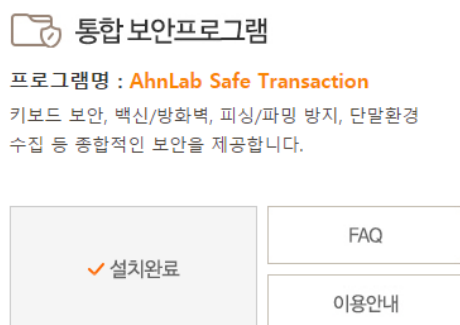 통합 보안프로그램
프로그램명 : AhnLab Safe Transaction
키보드 보안, 백신/방화벽, 피싱/파밍 방지, 단말환경
수집 등 종합적인 보안을 제공합니다.
설치완료
FAQ
이용안내